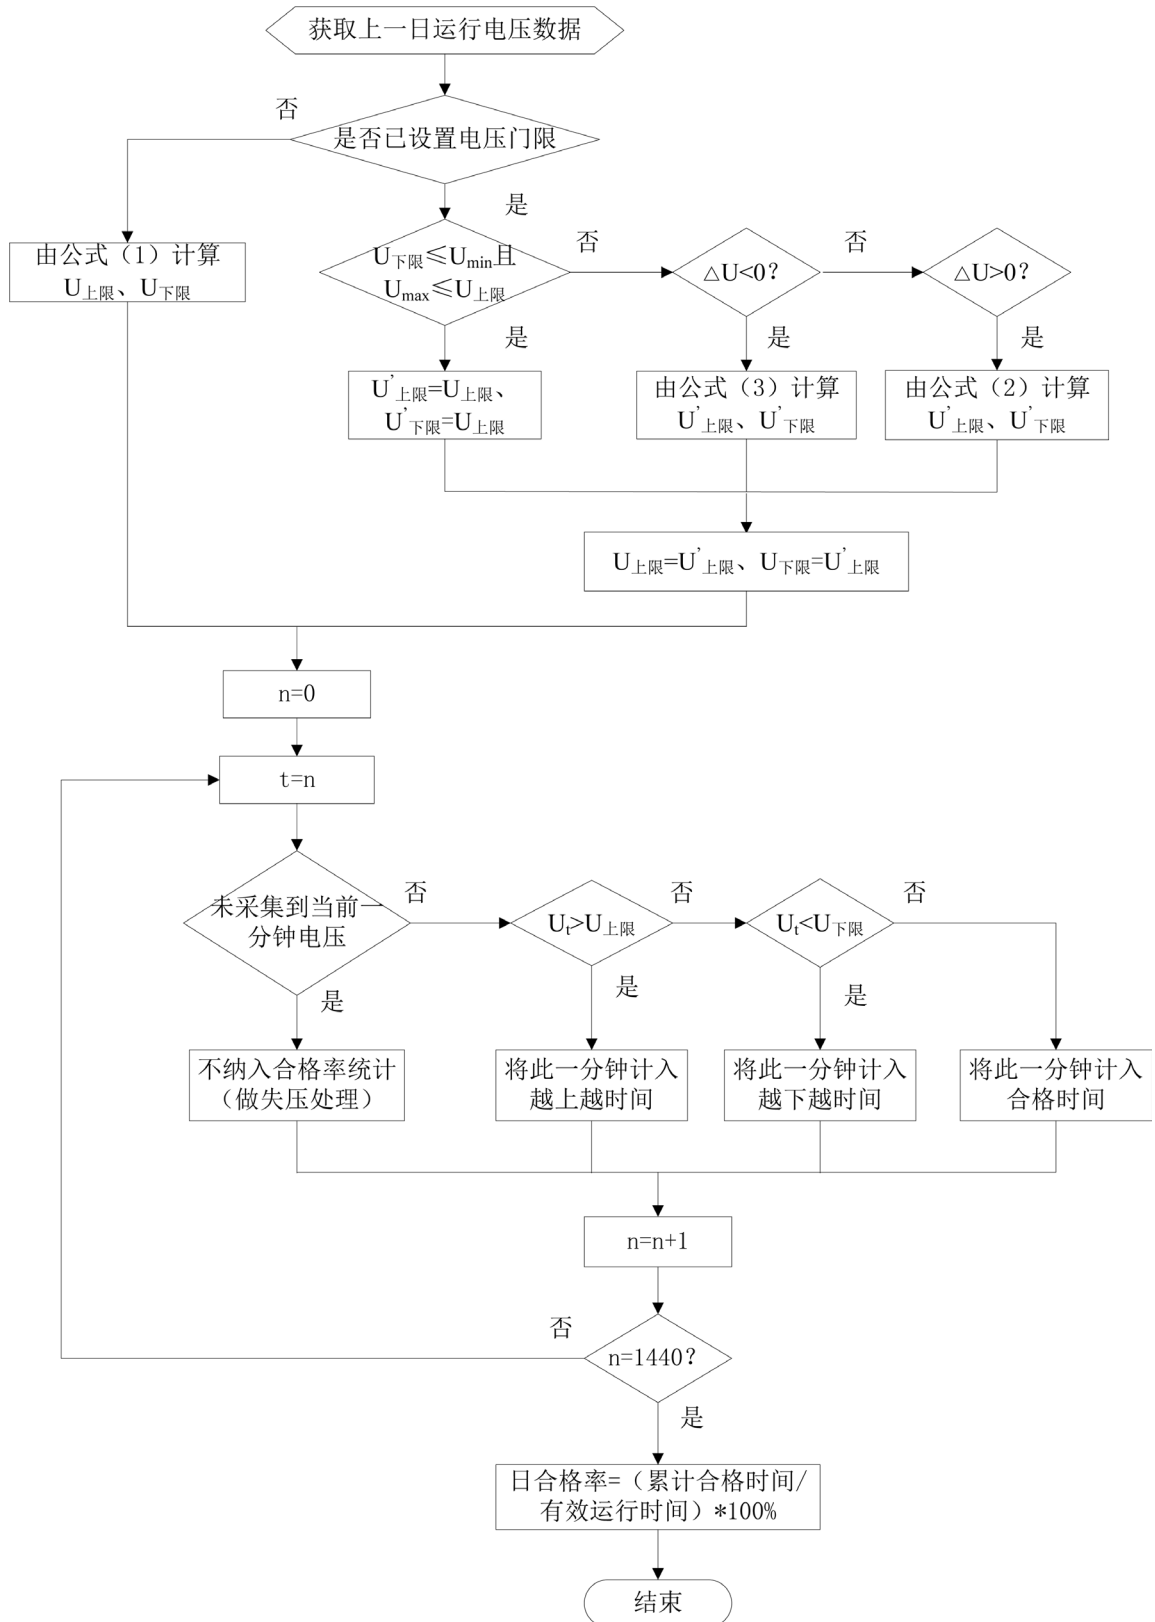 获取上一日运行电压数据
否
是否已设置电压门限
是
由公式（1）计算
U上限、U下限
U下限≤Umin且
Umax≤U上限
否
△U<0？
否
△U>0？
是
是
是
U'上限=U上限、
U'下限=U上限
由公式（3）计算
U'上限、U'下限
由公式（2）计算
U'上限、U'下限
U上限=U'上限、U下限=U'上限
n=0
t=n
未采集到当前一
分钟电压
否
Ut>U上限
否
Ut<U下限
否
是
是
是
不纳入合格率统计
（做失压处理）
将此一分钟计入
越上越时间
将此一分钟计入
越下越时间
将此一分钟计入
合格时间
n=n+1
否
n=1440？
是
日合格率=（累计合格时间/
有效运行时间）*100%
结束